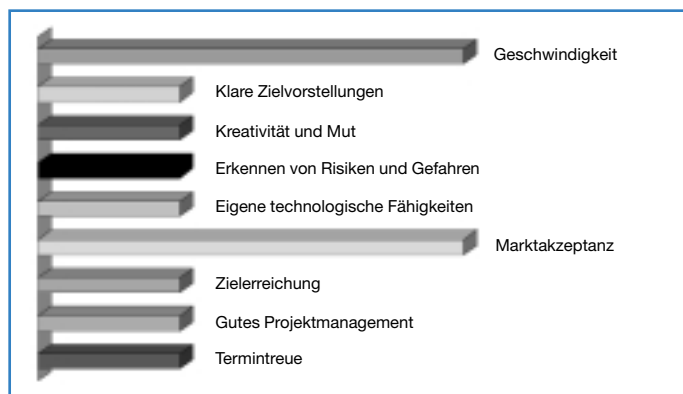 Geschwindigkeit
Klare Zielvorstellungen
Kreativität und Mut
Erkennen von Risiken und Gefahren
Eigene technologische Fähigkeiten
Marktakzeptanz
Zielerreichung
Gutes Projektmanagement
Termintreue